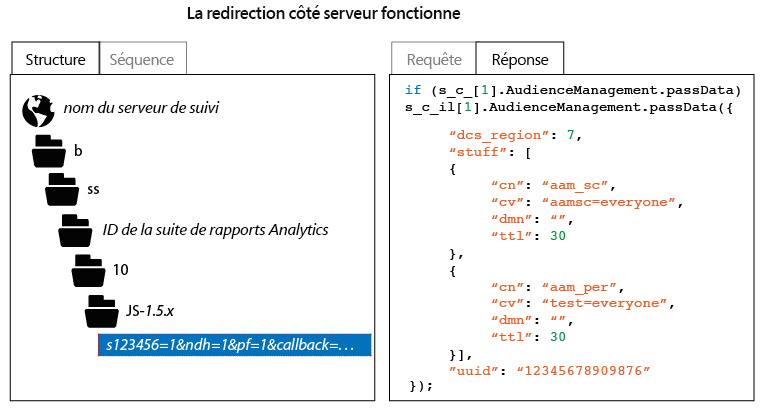 La redirection côté serveur fonctionne
Structure
Séquence
nom du serveur de suivi
b
ss
ID de la suite de rapports Analytics
10
JS-1.5.x
s123456=1&ndh=1&pf=1&callback=…
Requête
Réponse
if (s_c_[1].AudienceManagement.passData)
s_c_il[1].AudienceManagement.passData({
“dcs_region”: 7,
“stuff”: [
{
“cn”: “aam_sc”,
“cv”: “aamsc=everyone”,
“dmn”: “”,
“ttl”: 30
},
{
“cn”: “aam_per”,
“cv”: “test=everyone”,
“dmn”: “”,
“ttl”: 30
}],
”uuid”: “12345678909876”
});